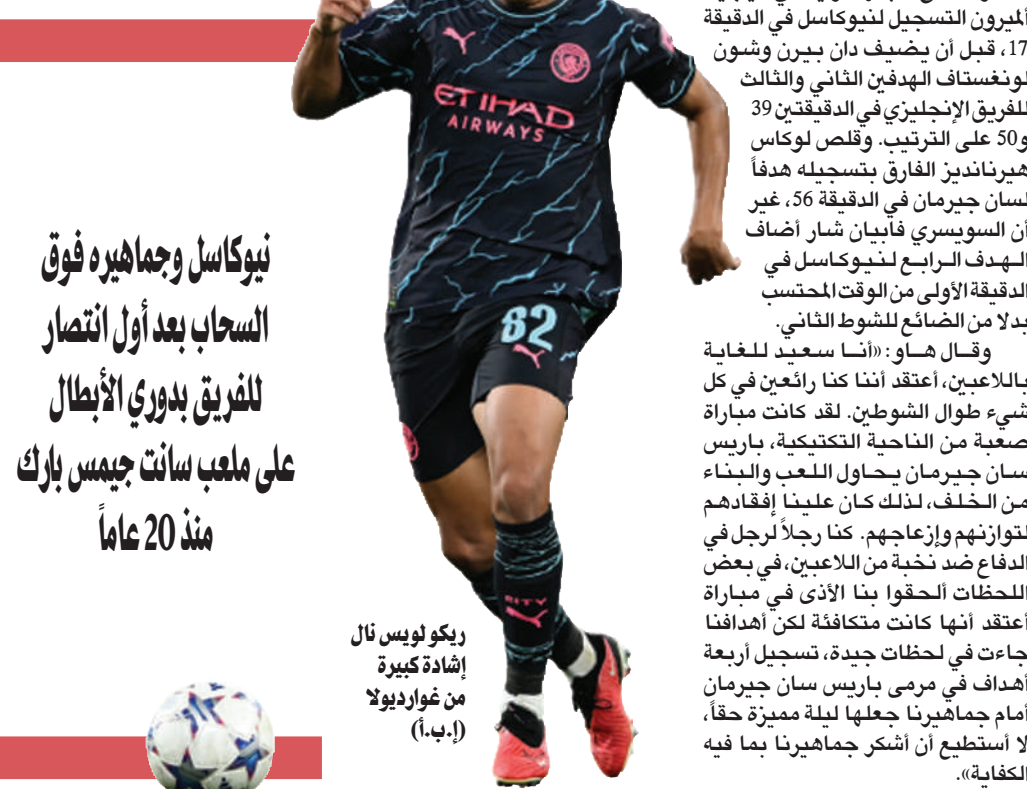 ألميرون التسجيل لنيوكاسل في الدقيقة
17، قبل أن يضيف دان بيرن وشون
لونغستاف الهدفين الثاني والثالث
للفريق الإنجليزي في الدقيقتين 39
و50 على الترتيب. وقلص لوكاس
هيرنانديز الفارق بتسجيله هدفاً
لسان جيرمان في الدقيقة 56، غير
أن السويسري فابيان شار أضاف
الهدف الرابع لنيوكاسل في
الدقيقة الأولى من الوقت المحتسب
بدلا من الضائع للشوط الثاني.
وقال هاو: «أنا سعيد للغاية
باللاعبين، أعتقد أننا كنا رائعين في كل
شيء طوال الشوطين. لقد كانت مباراة
صعبة من الناحية التكتيكية، باريس
سان جيرمان يحاول اللعب والبناء
من الخلف، لذلك كان علينا إفقادهم
لتوازنهم وإزعاجهم. كنا رجلاً لرجل في
الدفاع ضد نخبة من اللاعبين، في بعض
اللحظات ألحقوا بنا الأذى في مباراة
أعتقد أنها كانت متكافئة لكن أهدافنا
جاءت في لحظات جيدة، تسجيل أربعة
أهداف في مرمى باريس سان جيرمان
أمام جماهيرنا جعلها ليلة مميزة حقاً،
لا أستطيع أن أشكر جماهيرنا بما فيه
الكفاية».
ETIHAD
AIRWAYS
82
RITY
ريكو لويس نال
إشادة كبيرة
من غوارديولا
(إ.ب.أ)
نيوكاسل وجماهيره فوق
السحاب بعد أول انتصار
للفريق بدوري الأبطال
على ملعب سانت جيمس بارك
منذ 20 عاماً